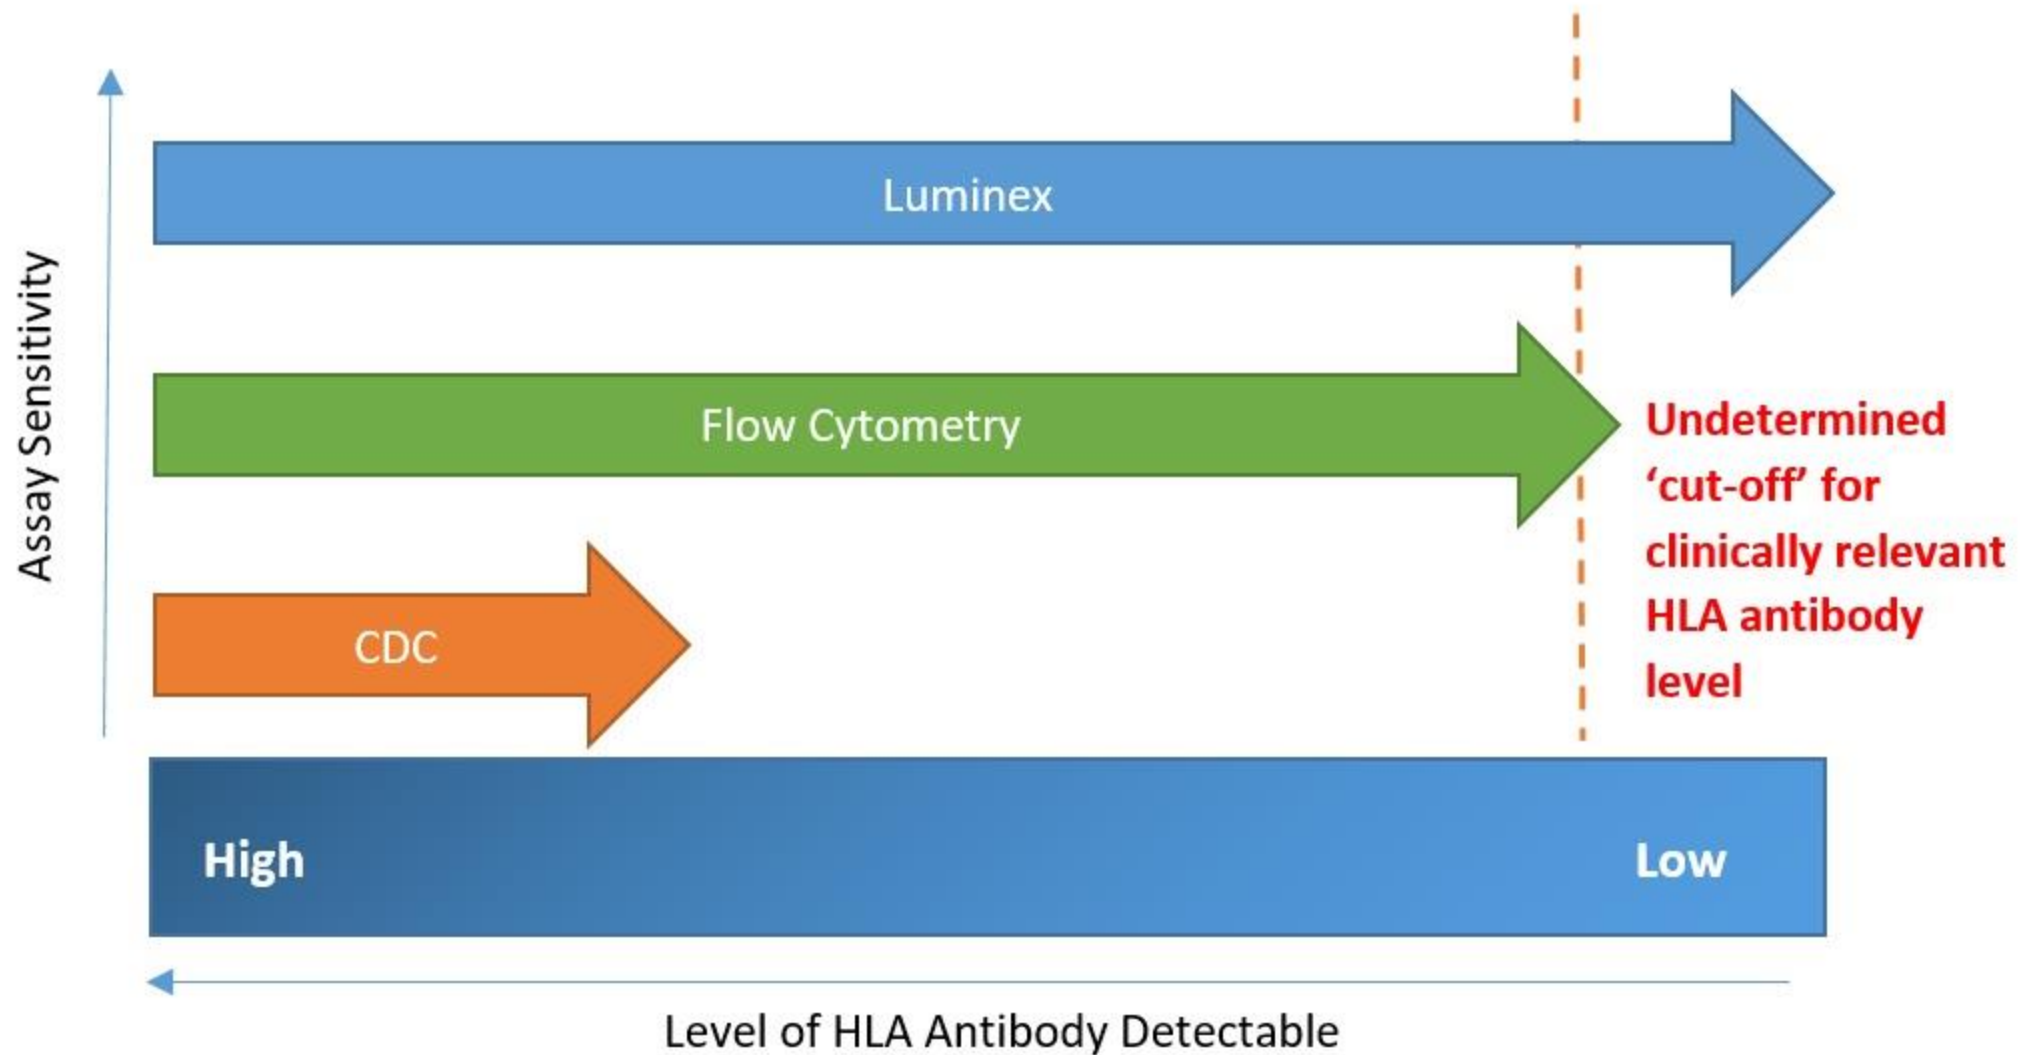 Assay Sensitivity
Luminex
Flow Cytometry
CDC
Undetermined
‘cut-off’ for
clinically relevant
HLA antibody
level
High
Low
Level of HLA Antibody Detectable